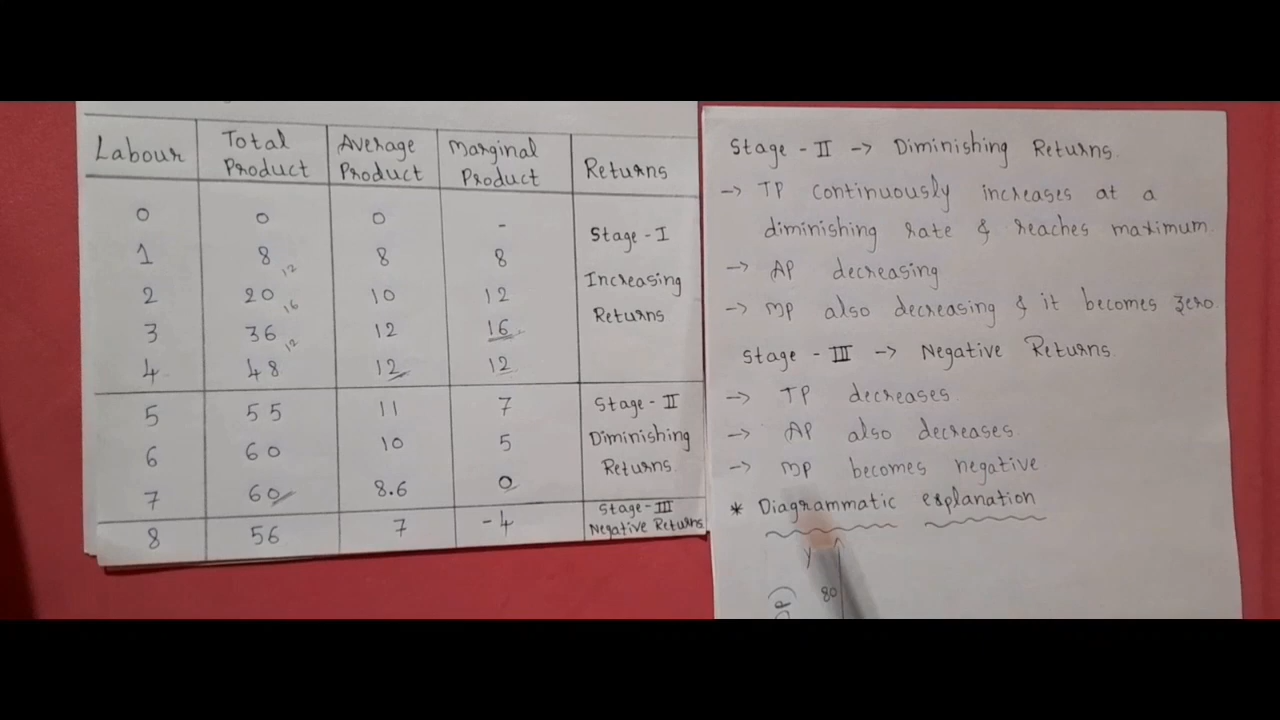 Labour Total Product Average Product Marginal Product Returns
0 0 0 - Stage-I
1 8 8 8 Increasing
12
2 20 10 12 Returns
16
3 36 12 16
12
4 48 12 12
5 55 11 7 Stage-II
6 60 10 5 Diminishing
7 60 8.6 0 Returns
8 56 7 -4 Stage-III Negative Returns
Stage-II → Diminishing Returns.
→ TP continuously increases at a
diminishing rate & reaches maximum.
→ AP decreasing
→ MP also decreasing & it becomes zero.
Stage-III → Negative Returns.
→ TP decreases.
→ AP also decreases.
→ MP becomes negative
* Diagrammatic explanation
Y
80